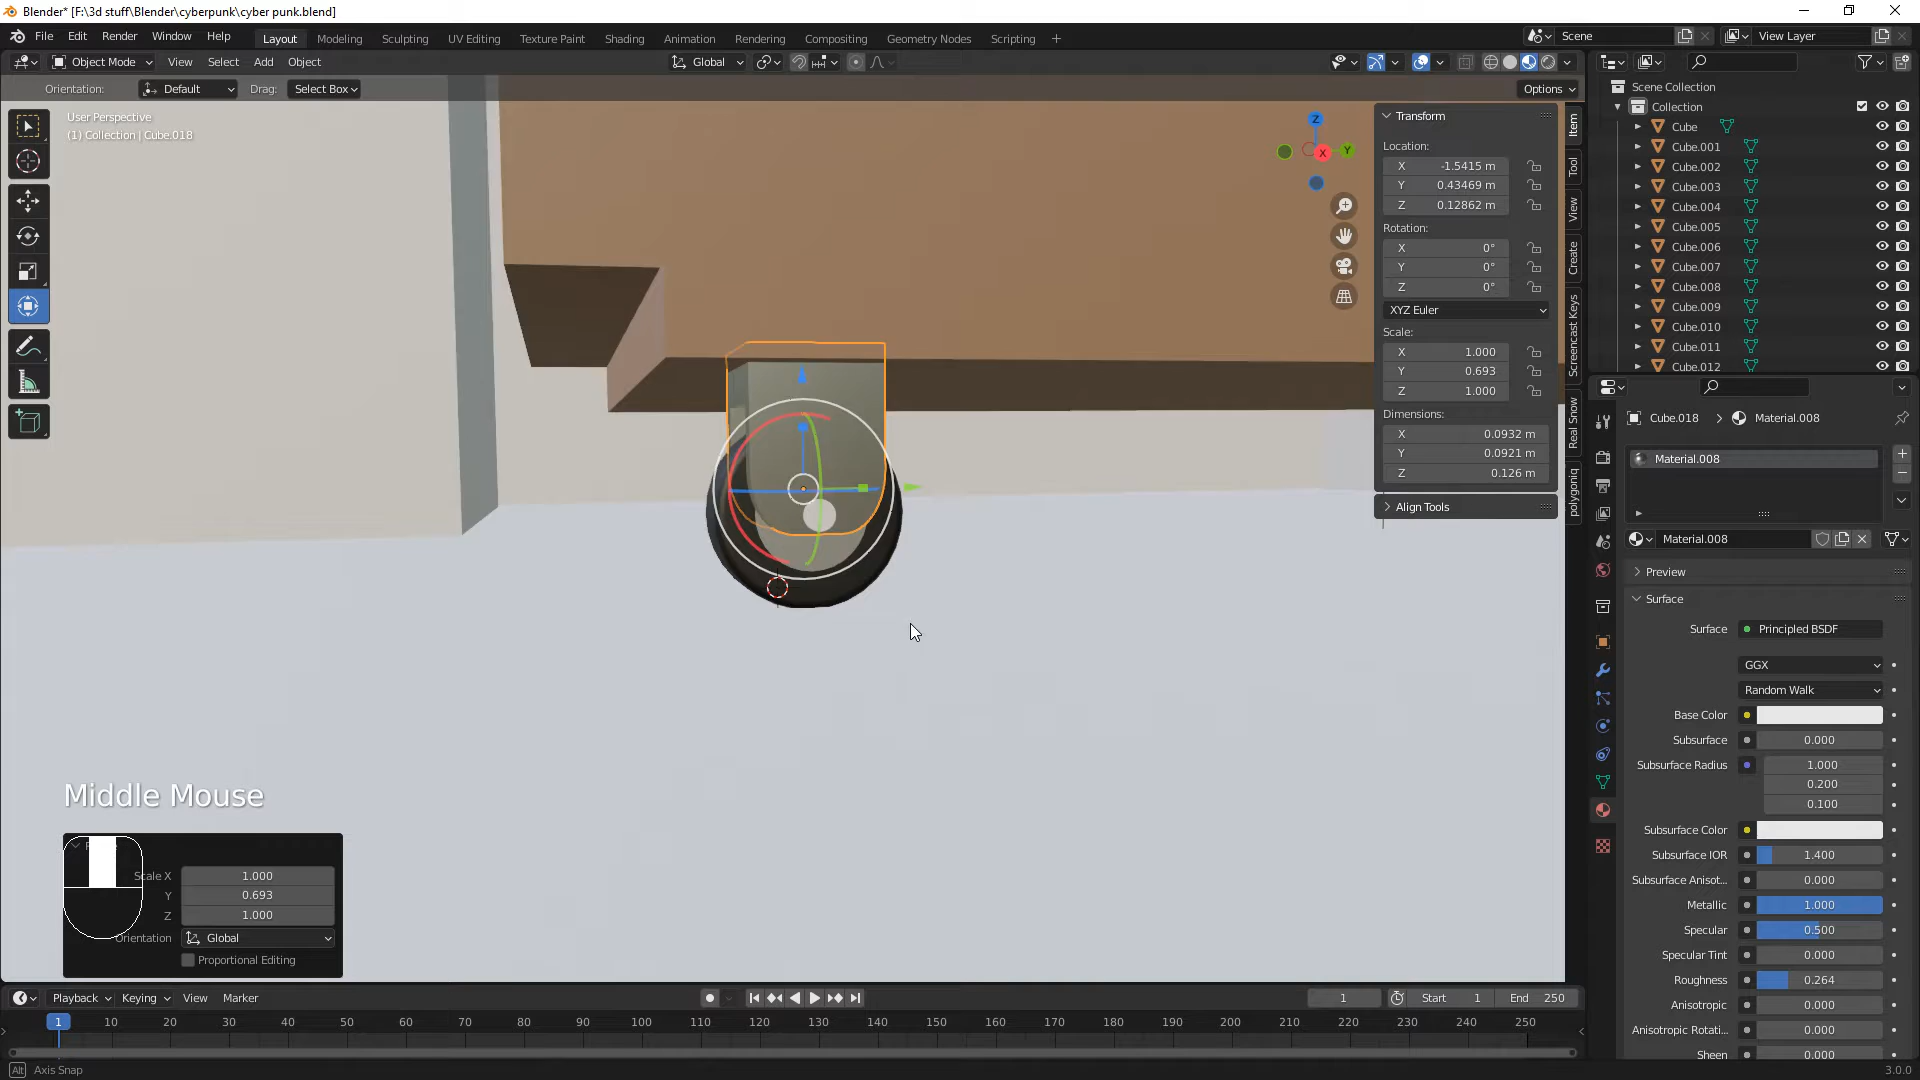 Blender* [F:\3d stuff\Blender\cyberpunk\cyber punk.blend]
File Edit Render Window Help Layout Modeling Sculpting UV Editing Texture Paint Shading Animation Rendering Compositing Geometry Nodes Scripting + Scene View Layer
Object Mode View Select Add Object Global
Orientation: Default Drag: Select Box Options
User Perspective
(1) Collection | Cube.018
Z
X
Y
Transform
Location:
X -1.5415 m
Y 0.43469 m
Z 0.12862 m
Rotation:
X 0°
Y 0°
Z 0°
XYZ Euler
Scale:
X 1.000
Y 0.693
Z 1.000
Dimensions:
X 0.0932 m
Y 0.0921 m
Z 0.126 m
Align Tools
Item
Tool
View
Create
Screencast Keys
Real Snow
polygoniq
Scene Collection
Collection
Cube
Cube.001
Cube.002
Cube.003
Cube.004
Cube.005
Cube.006
Cube.007
Cube.008
Cube.009
Cube.010
Cube.011
Cube.012
Cube.018 > Material.008
Material.008
Material.008
Preview
Surface
Surface Principled BSDF
GGX
Random Walk
Base Color
Subsurface 0.000
Subsurface Radius 1.000
0.200
0.100
Subsurface Color
Subsurface IOR 1.400
Subsurface Anisot... 0.000
Metallic 1.000
Specular 0.500
Specular Tint 0.000
Roughness 0.264
Anisotropic 0.000
Anisotropic Rotati... 0.000
Sheen 0.000
Middle Mouse
Scale X 1.000
Y 0.693
Z 1.000
Orientation Global
Proportional Editing
Playback Keying View Marker 1 Start 1 End 250
1 10 20 30 40 50 60 70 80 90 100 110 120 130 140 150 160 170 180 190 200 210 220 230 240 250
Alt Axis Snap 3.0.0